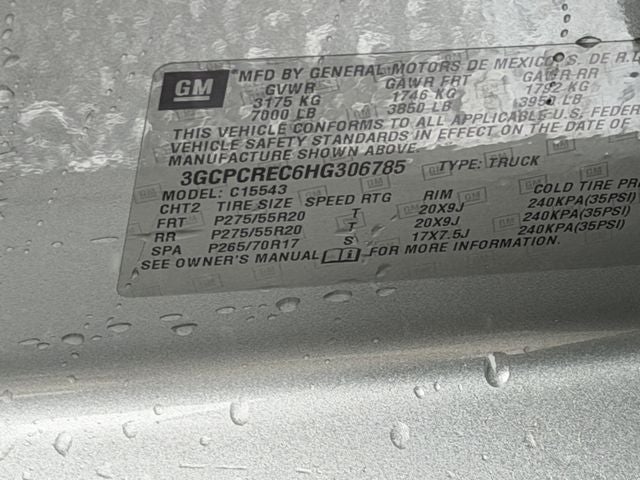 GM
MFD BY GENERAL MOTORS DE MEXICO S. DE R.L
GVWR GAWR FRT GAWR RR
3175 KG 1746 KG 1792 KG
7000 LB 3850 LB 3950 LB
THIS VEHICLE CONFORMS TO ALL APPLICABLE U.S. FEDER
VEHICLE SAFETY STANDARDS IN EFFECT ON THE DATE OF
MANUFACTURE SHOWN ABOVE.
3GCPCREC6HG306785 TYPE: TRUCK
MODEL: C15543
CHT2 TIRE SIZE SPEED RTG RIM COLD TIRE PR
FRT P275/55R20 T 20X9J 240KPA(35PSI)
RR P275/55R20 T 20X9J 240KPA(35PSI)
SPA P265/70R17 S 17X7.5J 240KPA(35PSI)
SEE OWNER'S MANUAL FOR MORE INFORMATION.